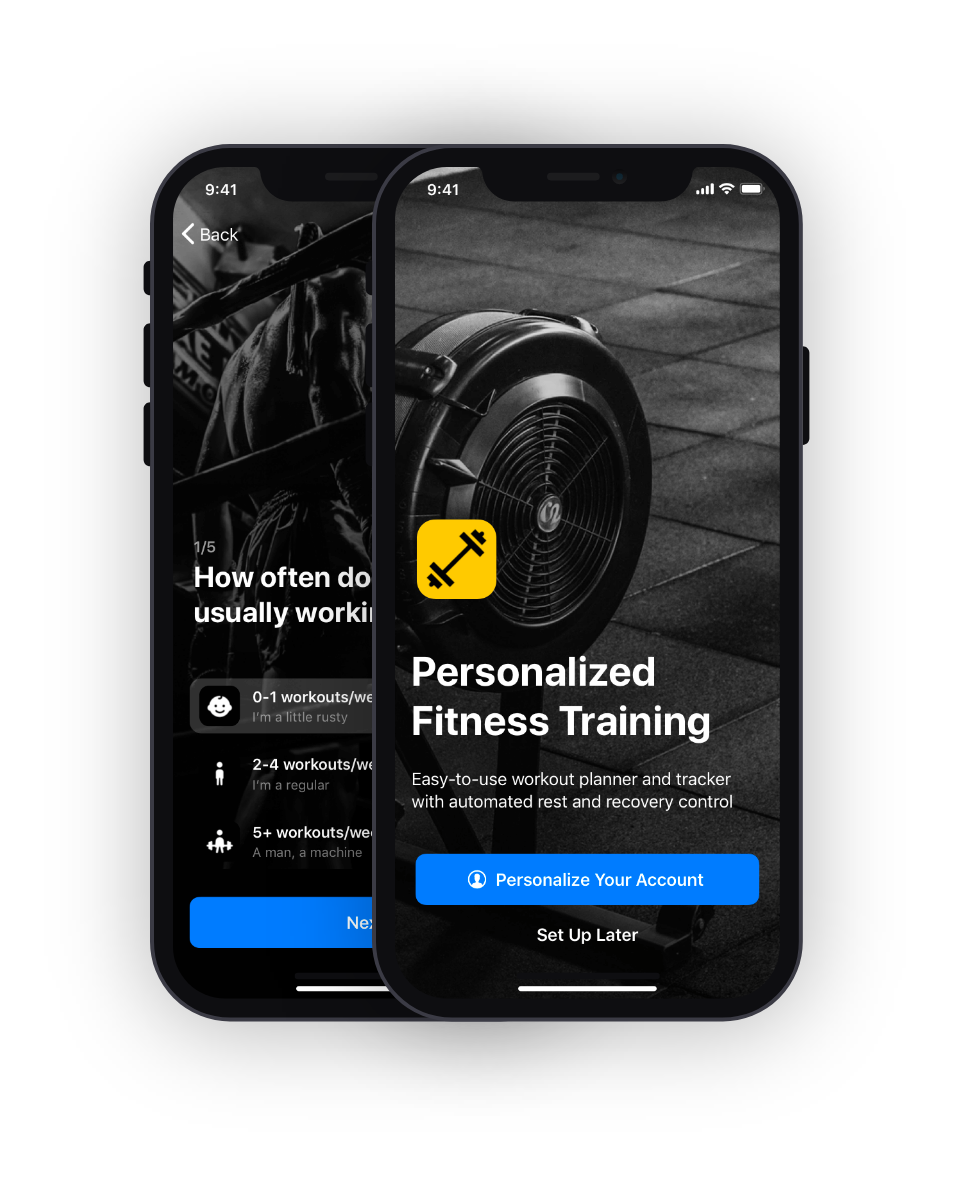 9:41
Back
1/5
How often do
usually workin
0-1 workouts/we
I'm a little rusty
2-4 workouts/we
I'm a regular
5+ workouts/wee
A man, a machine
Nex
9:41
Personalized
Fitness Training
Easy-to-use workout planner and tracker
with automated rest and recovery control
Personalize Your Account
Set Up Later